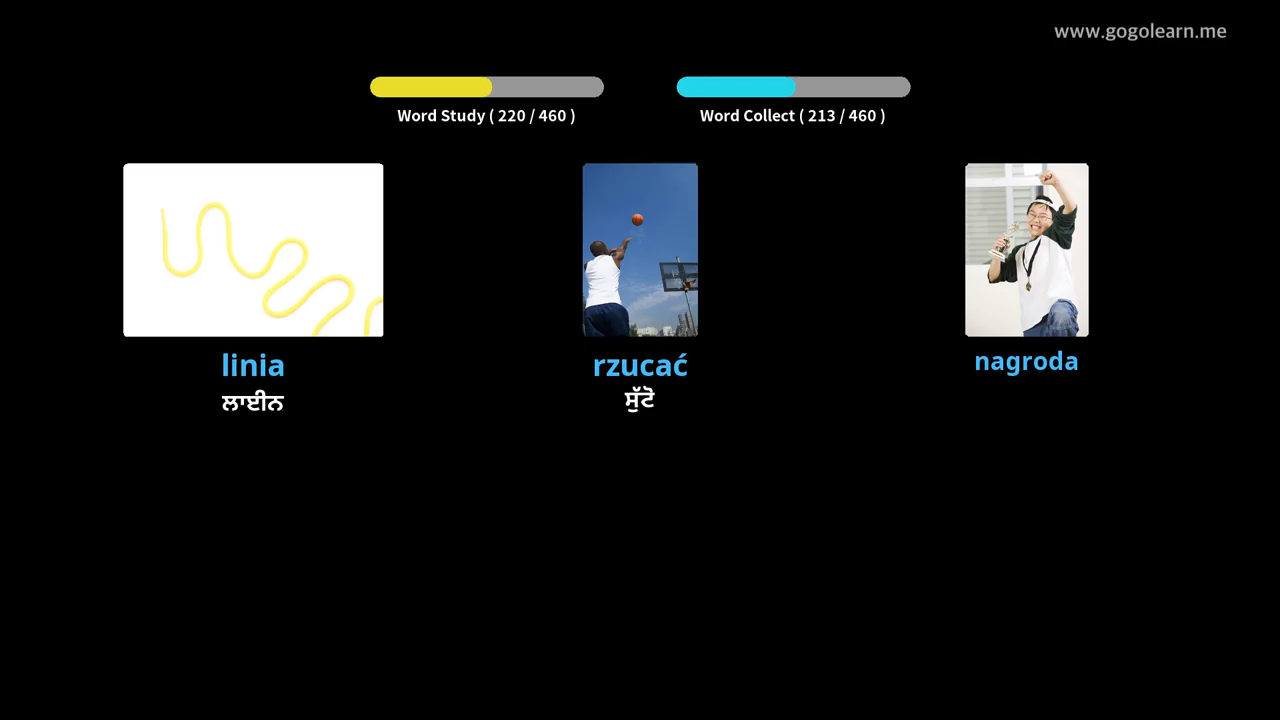 www.gogolearn.me
Word Study ( 220 / 460 )
Word Collect ( 213 / 460 )
linia
ਲਾਈਨ
rzucać
ਸੁੱਟੋ
nagroda